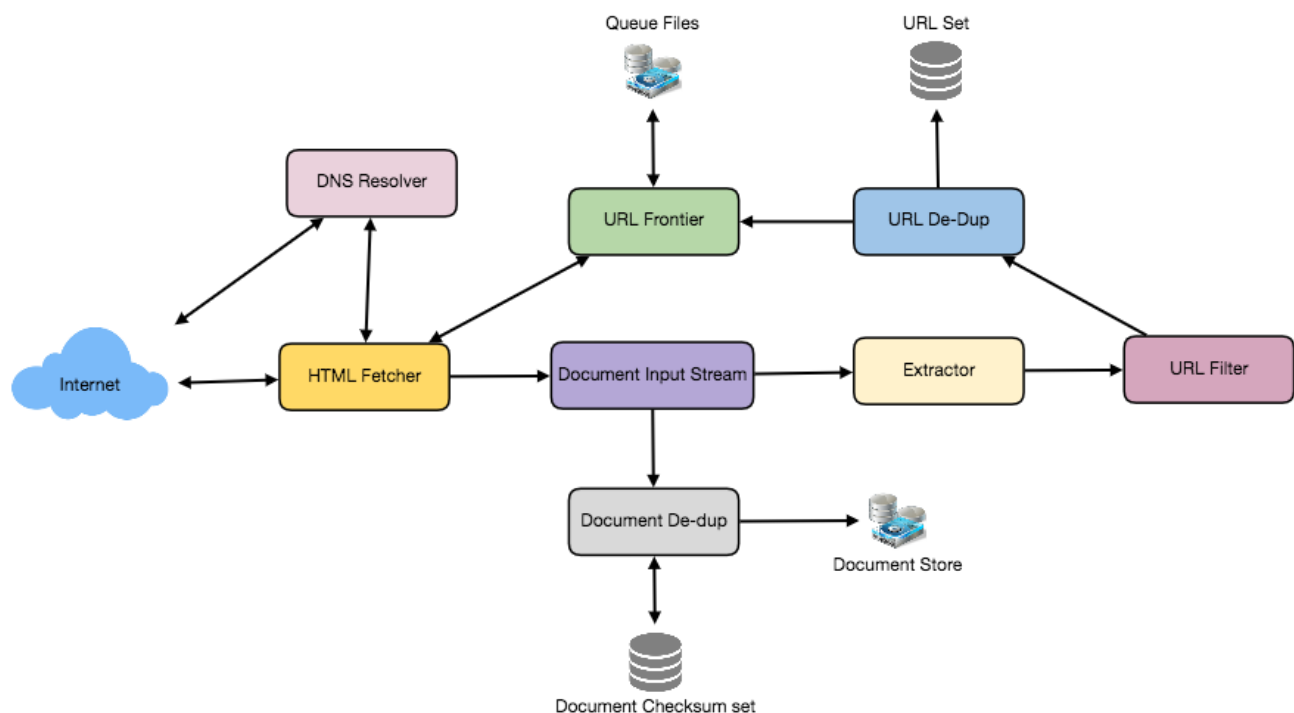 Queue Files
URL Set
DNS Resolver
URL Frontier
URL De-Dup
Internet
HTML Fetcher
Document Input Stream
Extractor
URL Filter
Document De-dup
Document Store
Document Checksum set